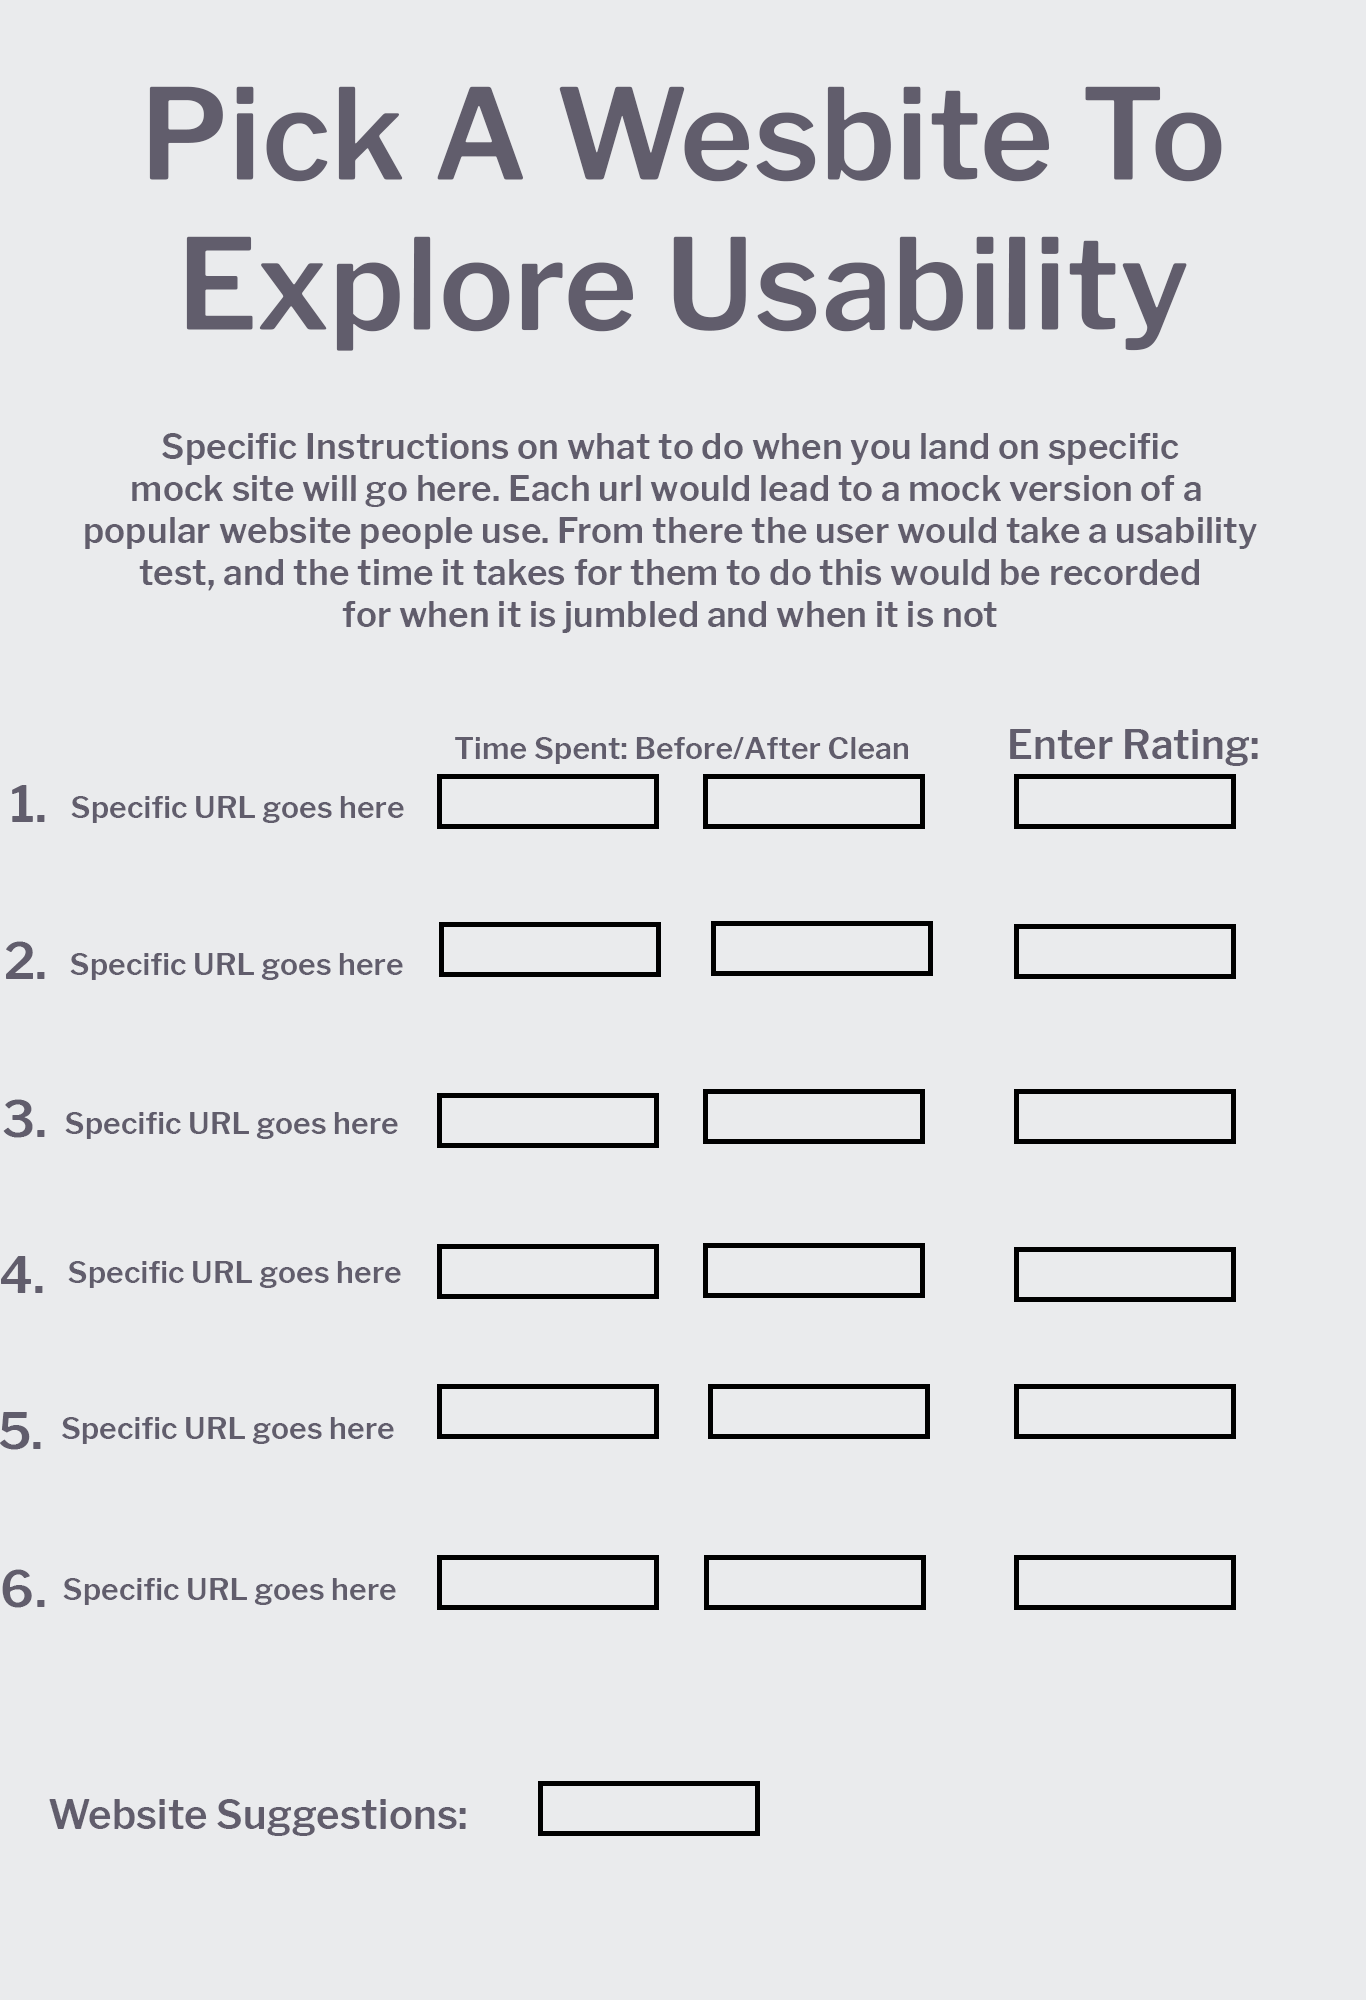 Pick A Wesbite To
Explore Usability
Specific Instructions on what to do when you land on specific
mock site will go here. Each url would lead to a mock version of a
popular website people use. From there the user would take a usability
test, and the time it takes for them to do this would be recorded
for when it is jumbled and when it is not
Time Spent: Before/After Clean Enter Rating:
1. Specific URL goes here
2. Specific URL goes here
3. Specific URL goes here
4. Specific URL goes here
5. Specific URL goes here
6. Specific URL goes here
Website Suggestions: